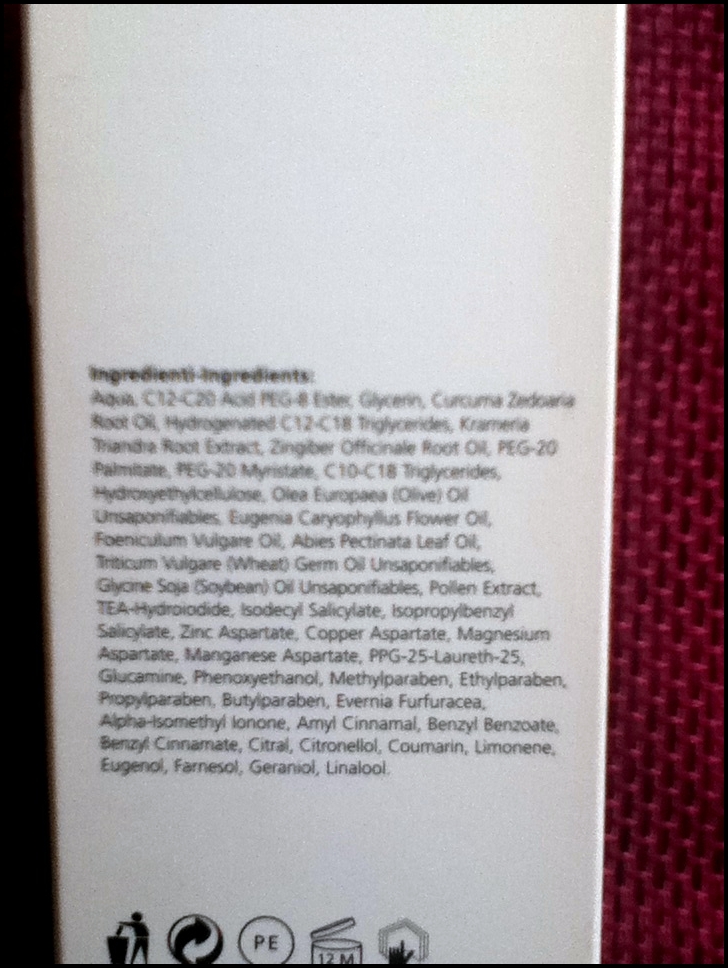 Ingredienti-Ingredients:
Aqua, C12-C20 Acid PEG-8 Ester, Glycerin, Curcuma Zedoaria
Root Oil, Hydrogenated C12-C18 Triglycerides, Krameria
Triandra Root Extract, Zingiber Officinale Root Oil, PEG-20
Palmitate, PEG-20 Myristate, C10-C18 Triglycerides,
Hydroxyethylcellulose, Olea Europaea (Olive) Oil
Unsaponifiables, Eugenia Caryophyllus Flower Oil,
Foeniculum Vulgare Oil, Abies Pectinata Leaf Oil,
Triticum Vulgare (Wheat) Germ Oil Unsaponifiables,
Glycine Soja (Soybean) Oil Unsaponifiables, Pollen Extract,
TEA-Hydroiodide, Isodecyl Salicylate, Isopropylbenzyl
Salicylate, Zinc Aspartate, Copper Aspartate, Magnesium
Aspartate, Manganese Aspartate, PPG-25-Laureth-25,
Glucamine, Phenoxyethanol, Methylparaben, Ethylparaben,
Propylparaben, Butylparaben, Evernia Furfuracea,
Alpha-Isomethyl Ionone, Amyl Cinnamal, Benzyl Benzoate,
Benzyl Cinnamate, Citral, Citronellol, Coumarin, Limonene,
Eugenol, Farnesol, Geraniol, Linalool.
PE
12 M